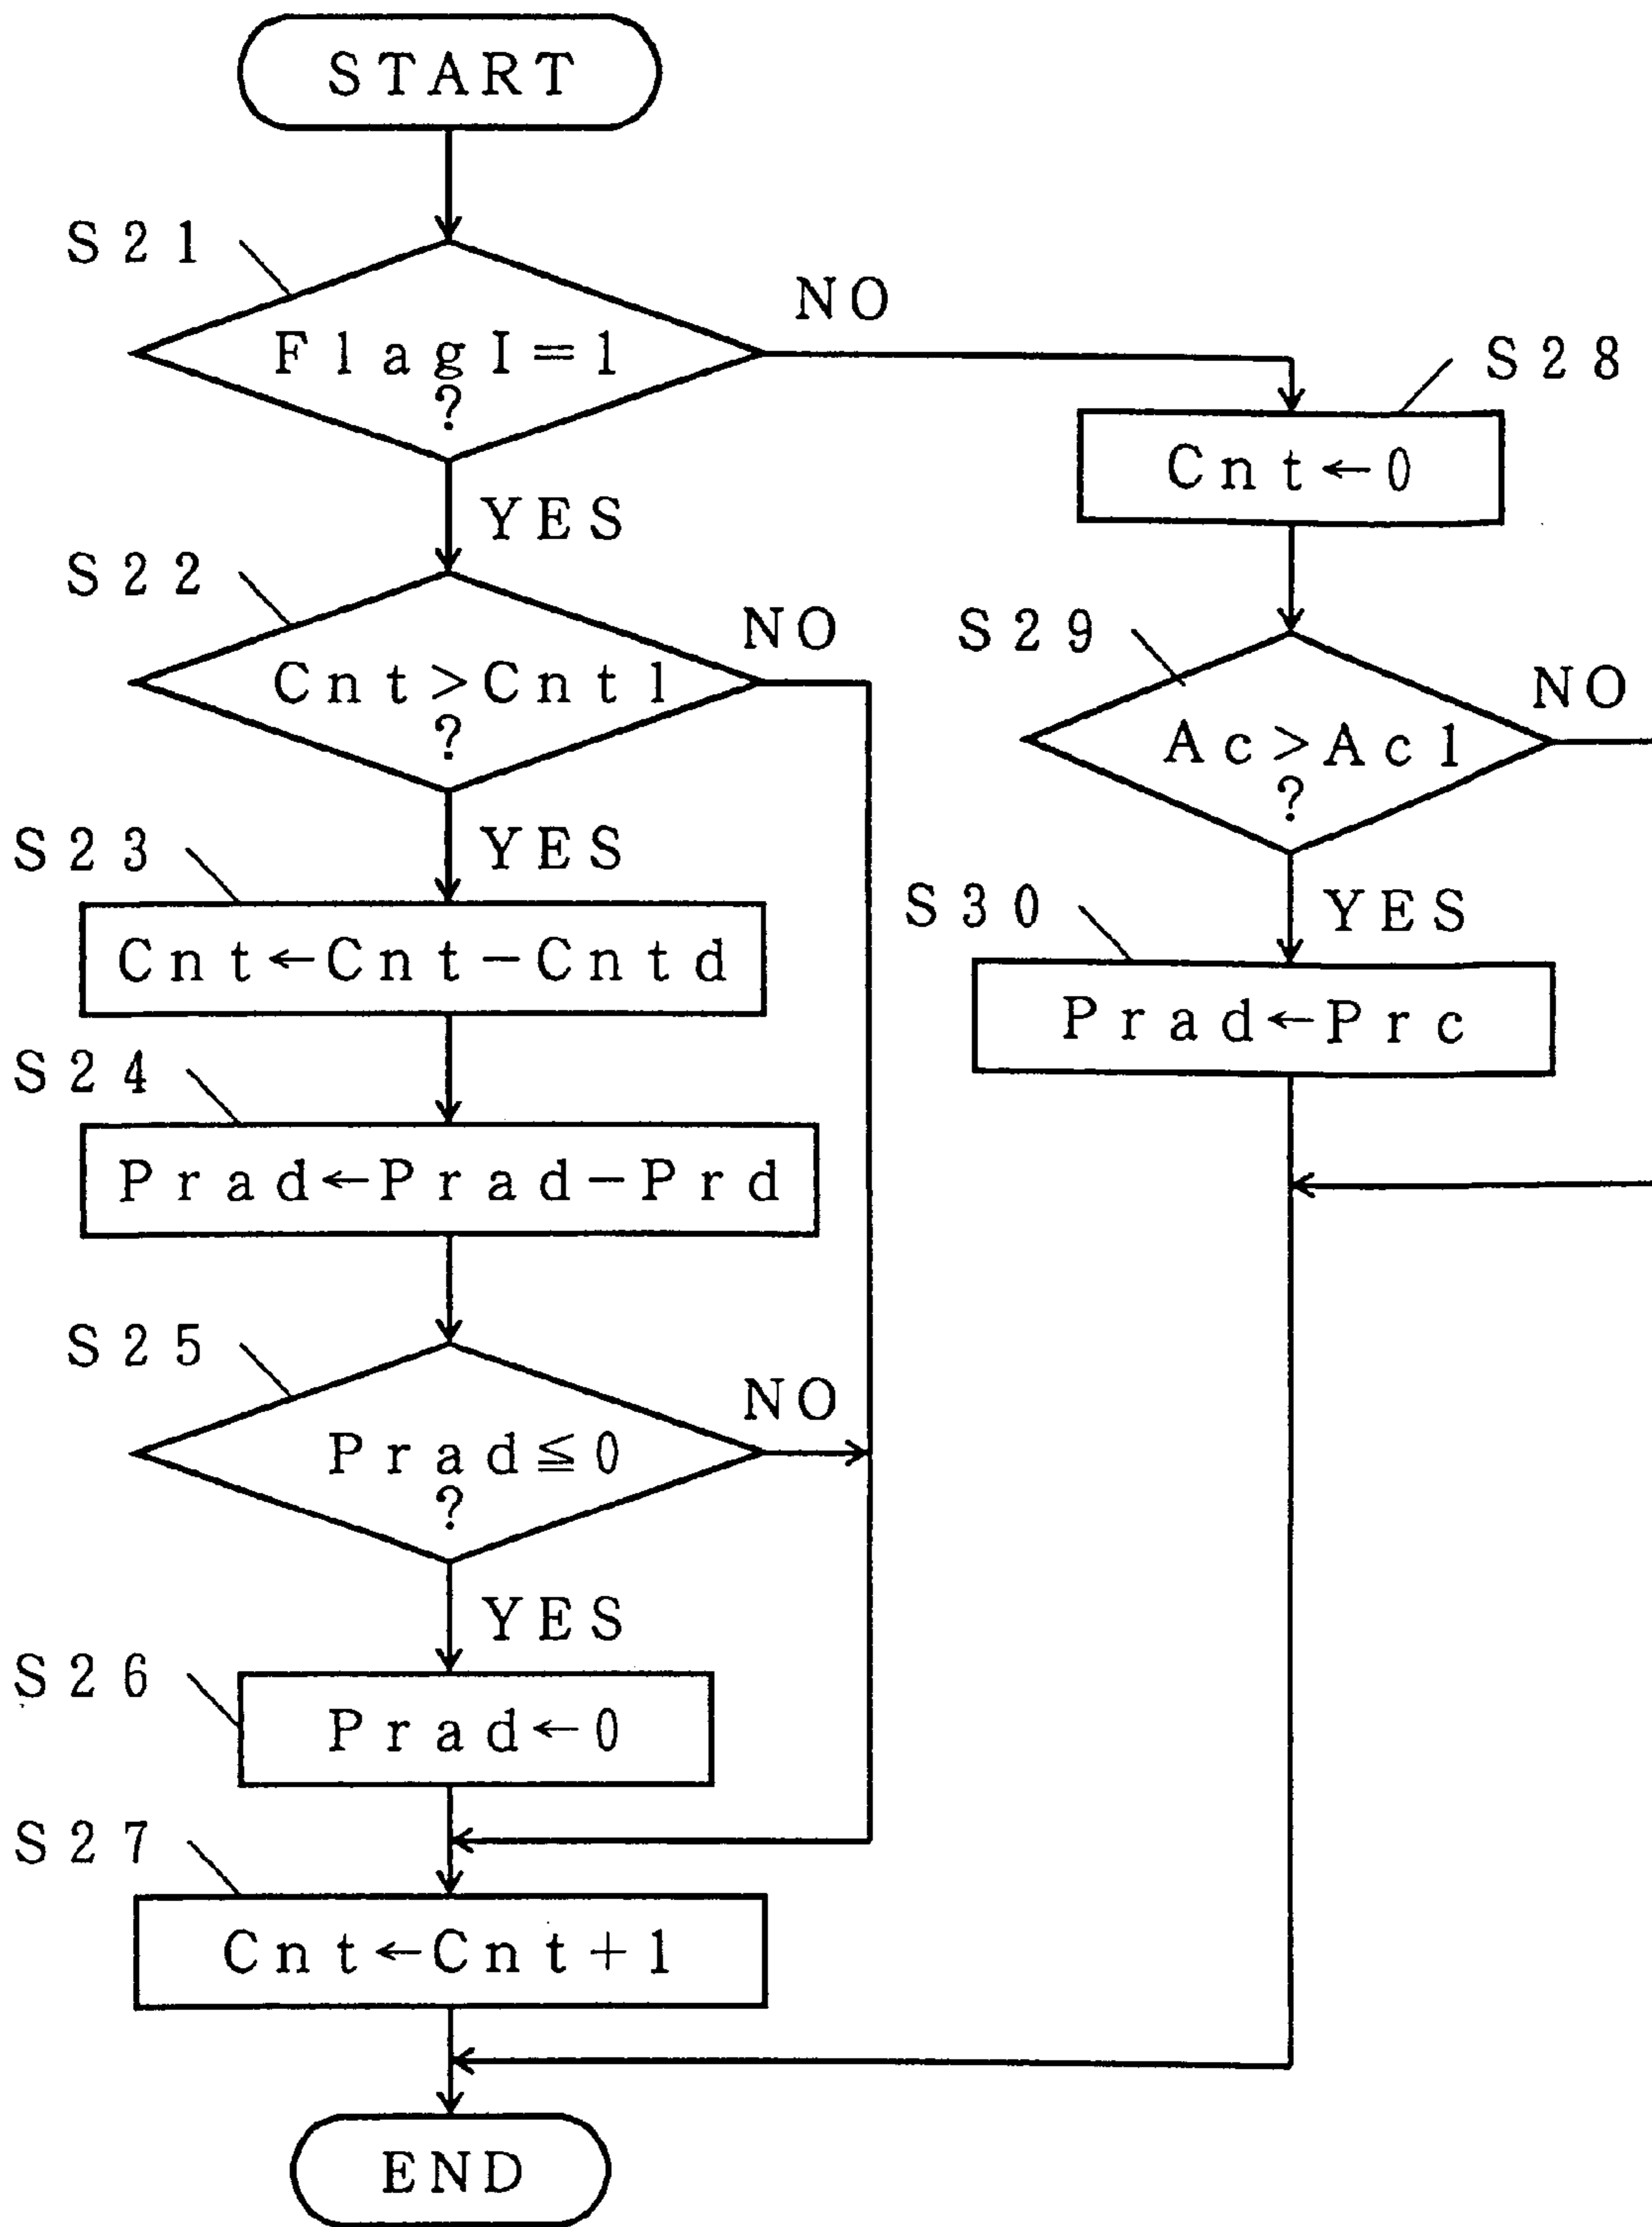 START
S21
FlagI=1
?
NO
YES
S22
Cnt>Cnt1
?
NO
YES
S23
Cnt←Cnt-Cntd
S24
Prad←Prad-Prd
S25
Prad≦0
?
NO
YES
S26
Prad←0
S27
Cnt←Cnt+1
END
S28
Cnt←0
S29
Ac>Ac1
?
NO
YES
S30
Prad←Prc